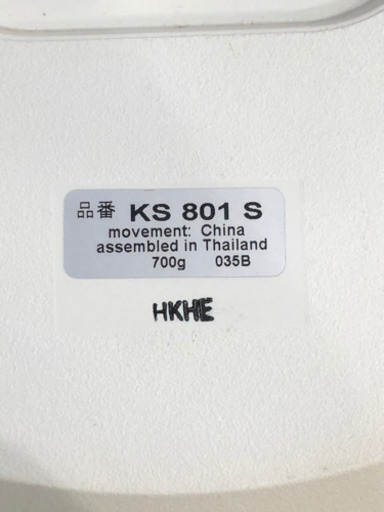 品番 KS 801 S
movement: China
assembled in Thailand
700g 035B
HKHE